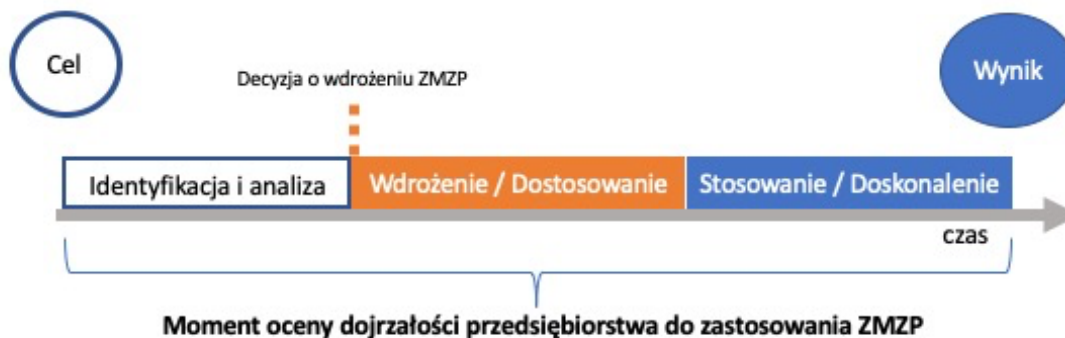 Cel
Wynik
Decyzja o wdrożeniu ZMZP
Identyfikacja i analiza
Wdrożenie / Dostosowanie
Stosowanie / Doskonalenie
czas
Moment oceny dojrzałości przedsiębiorstwa do zastosowania ZMZP